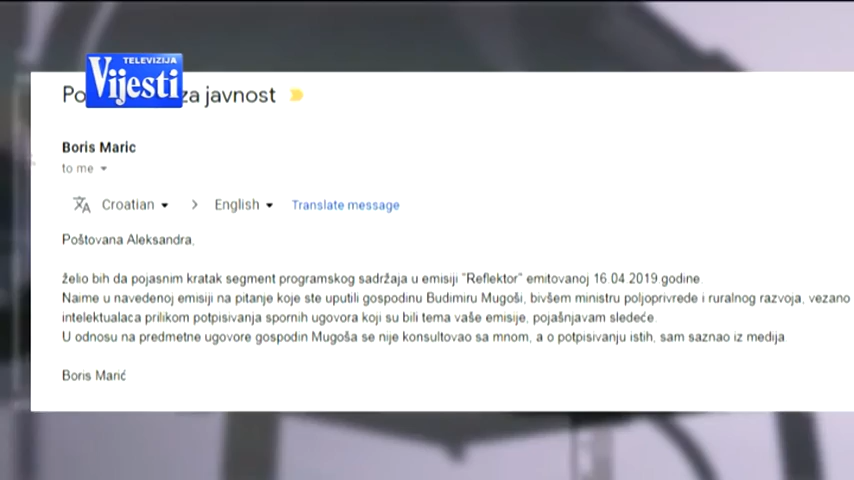 TELEVIZIJA
Vijesti
za javnost
Boris Maric
to me
Croatian > English Translate message
Poštovana Aleksandra,
želio bih da pojasnim kratak segment programskog sadržaja u emisiji "Reflektor" emitovanoj 16.04 2019 godine.
Naime u navedenoj emisiji na pitanje koje ste uputili gospodinu Budimiru Mugoši, bivšem ministru poljoprivrede i ruralnog razvoja, vezano
intelektualaca prilikom potpisivanja spornih ugovora koji su bili tema vaše emisije, pojašnjavam sledeće.
U odnosu na predmetne ugovore gospodin Mugoša se nije konsultovao sa mnom, a o potpisivanju istih, sam saznao iz medija.
Boris Marić